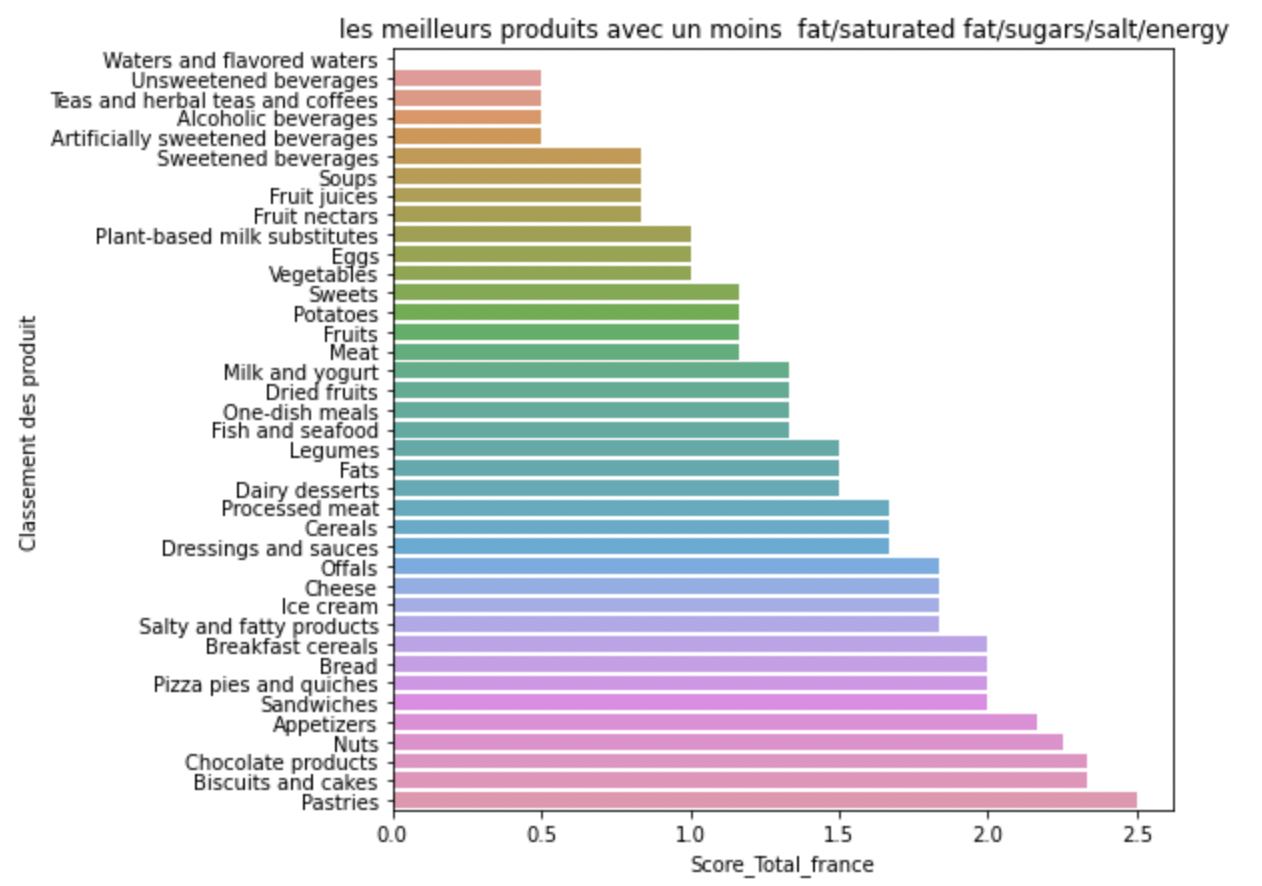 les meilleurs produits avec un moins  fat/saturated fat/sugars/salt/energy
Classement des produit
Waters and flavored waters
Unsweetened beverages
Teas and herbal teas and coffees
Alcoholic beverages
Artificially sweetened beverages
Sweetened beverages
Soups
Fruit juices
Fruit nectars
Plant-based milk substitutes
Eggs
Vegetables
Sweets
Potatoes
Fruits
Meat
Milk and yogurt
Dried fruits
One-dish meals
Fish and seafood
Legumes
Fats
Dairy desserts
Processed meat
Cereals
Dressings and sauces
Offals
Cheese
Ice cream
Salty and fatty products
Breakfast cereals
Bread
Pizza pies and quiches
Sandwiches
Appetizers
Nuts
Chocolate products
Biscuits and cakes
Pastries
0.0 0.5 1.0 1.5 2.0 2.5
Score_Total_france